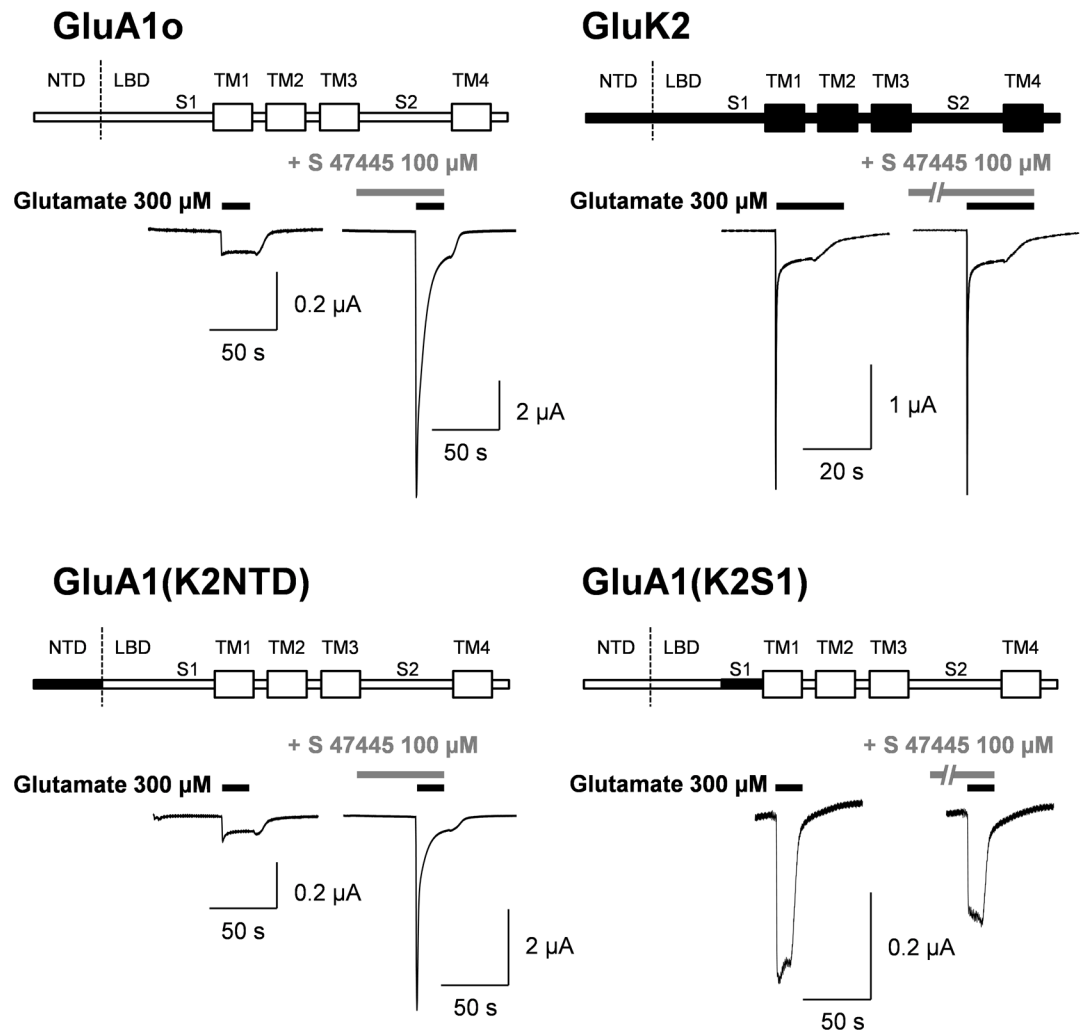 GluA1o
NTD LBD TM1 TM2 TM3 TM4
S1 S2
+ S 47445 100 µM
Glutamate 300 µM
0.2 µA
50 s
2 µA
50 s
GluK2
NTD LBD TM1 TM2 TM3 TM4
S1 S2
+ S 47445 100 µM
Glutamate 300 µM
1 µA
20 s
GluA1(K2NTD)
NTD LBD TM1 TM2 TM3 TM4
S1 S2
+ S 47445 100 µM
Glutamate 300 µM
0.2 µA
50 s
2 µA
50 s
GluA1(K2S1)
NTD LBD TM1 TM2 TM3 TM4
S1 S2
+ S 47445 100 µM
Glutamate 300 µM
0.2 µA
50 s